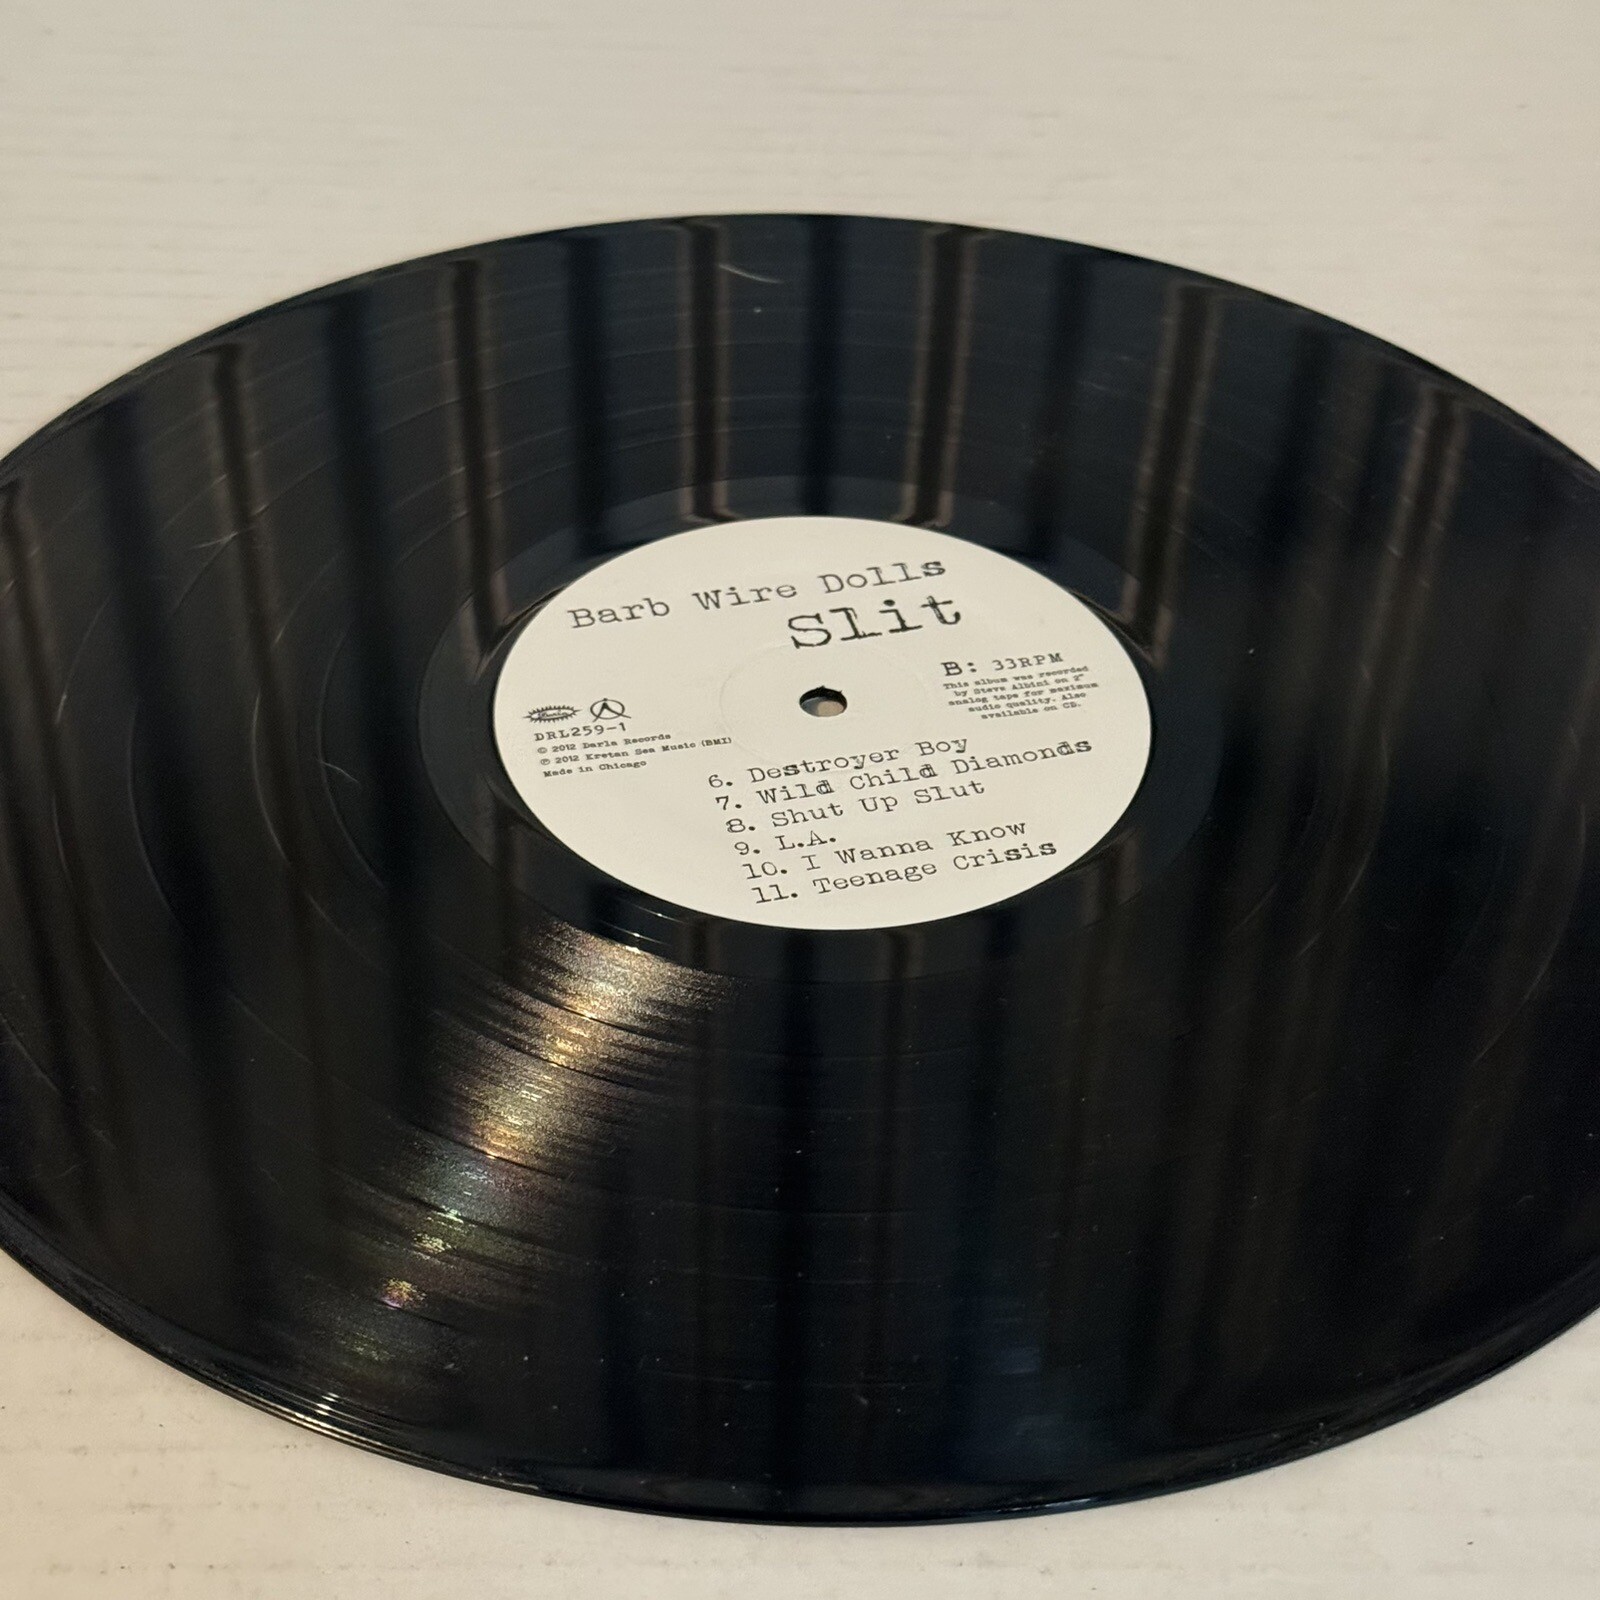 Barb Wire Dolls
Slit
B: 33RPM
This album was recorded
by Steve Albini on 2"
analog tape for maximum
audio quality. Also
available on CD.
DRL259-1
© 2012 Darla Records
℗ 2012 Kretan Sea Music (BMI)
Made in Chicago
6. Destroyer Boy
7. Wild Child Diamonds
8. Shut Up Slut
9. L.A.
10. I Wanna Know
11. Teenage Crisis